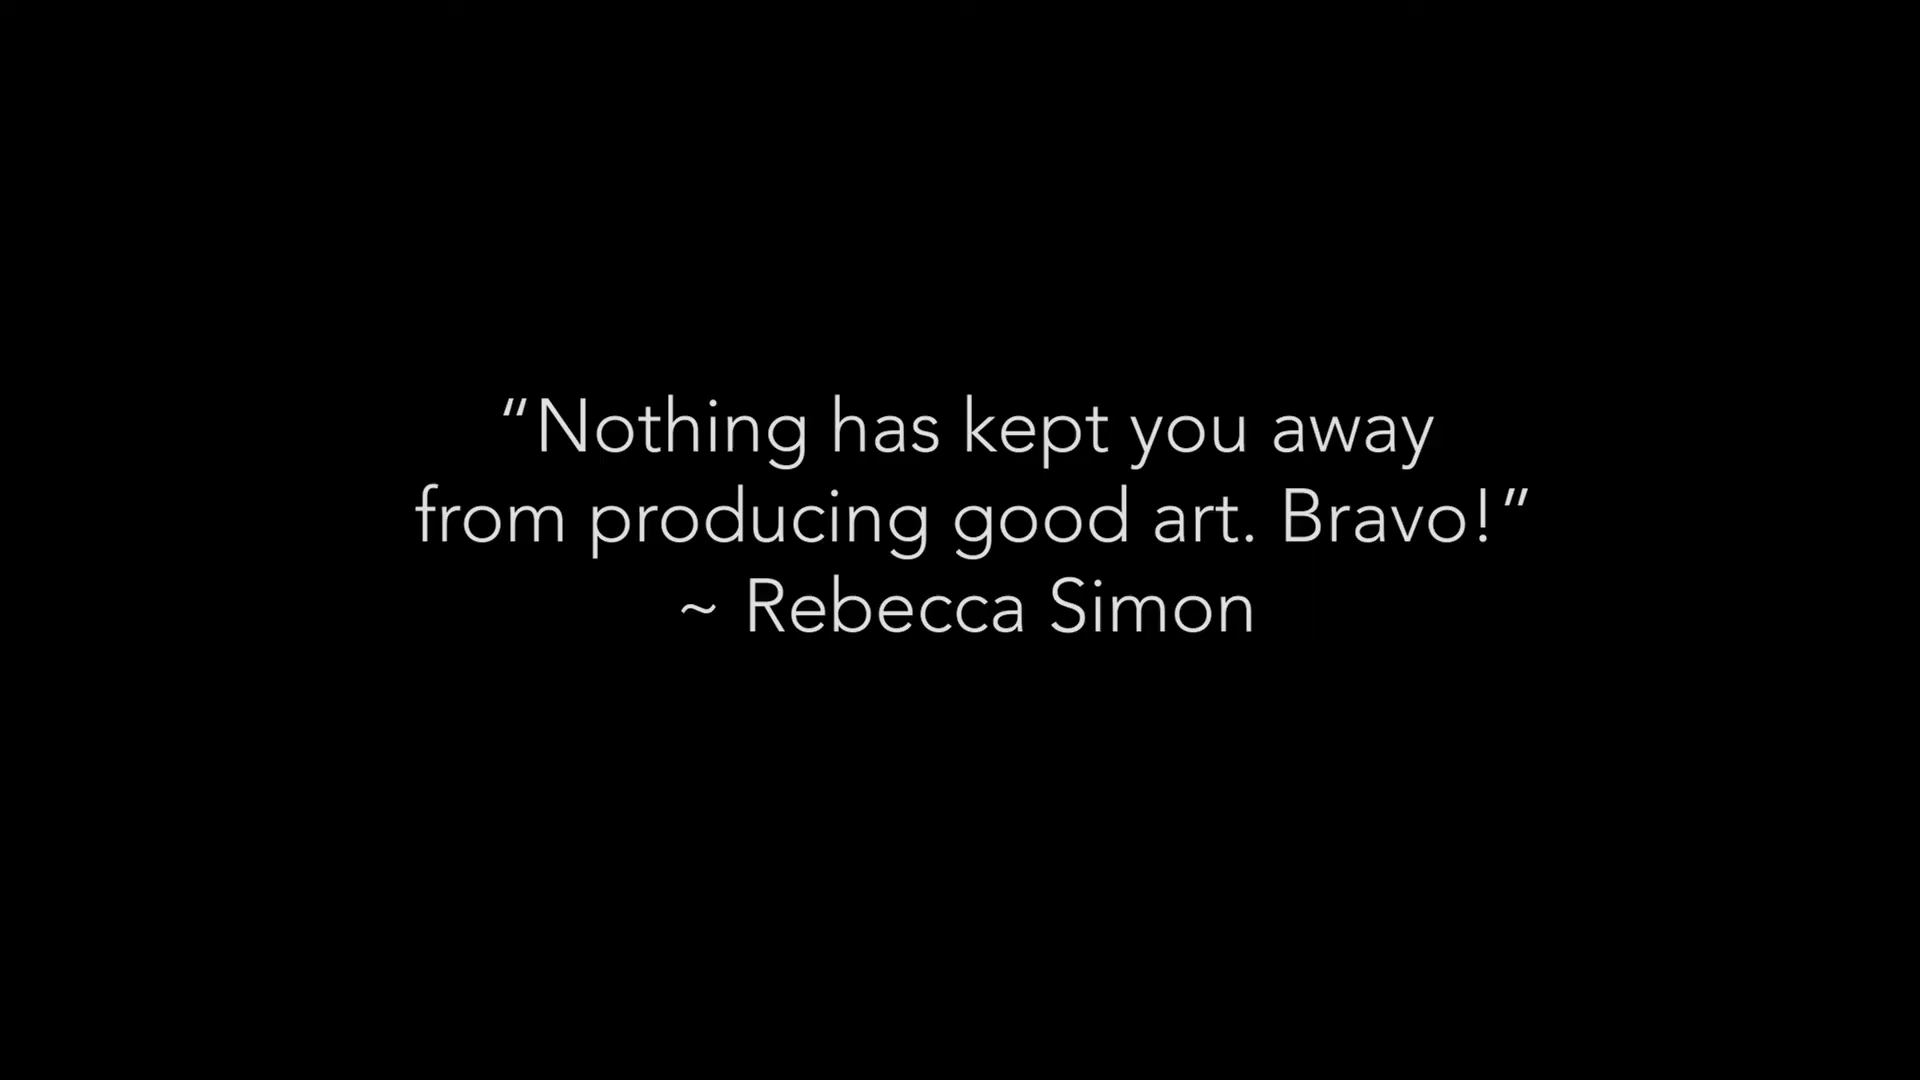 “Nothing has kept you away
from producing good art. Bravo!”
~ Rebecca Simon